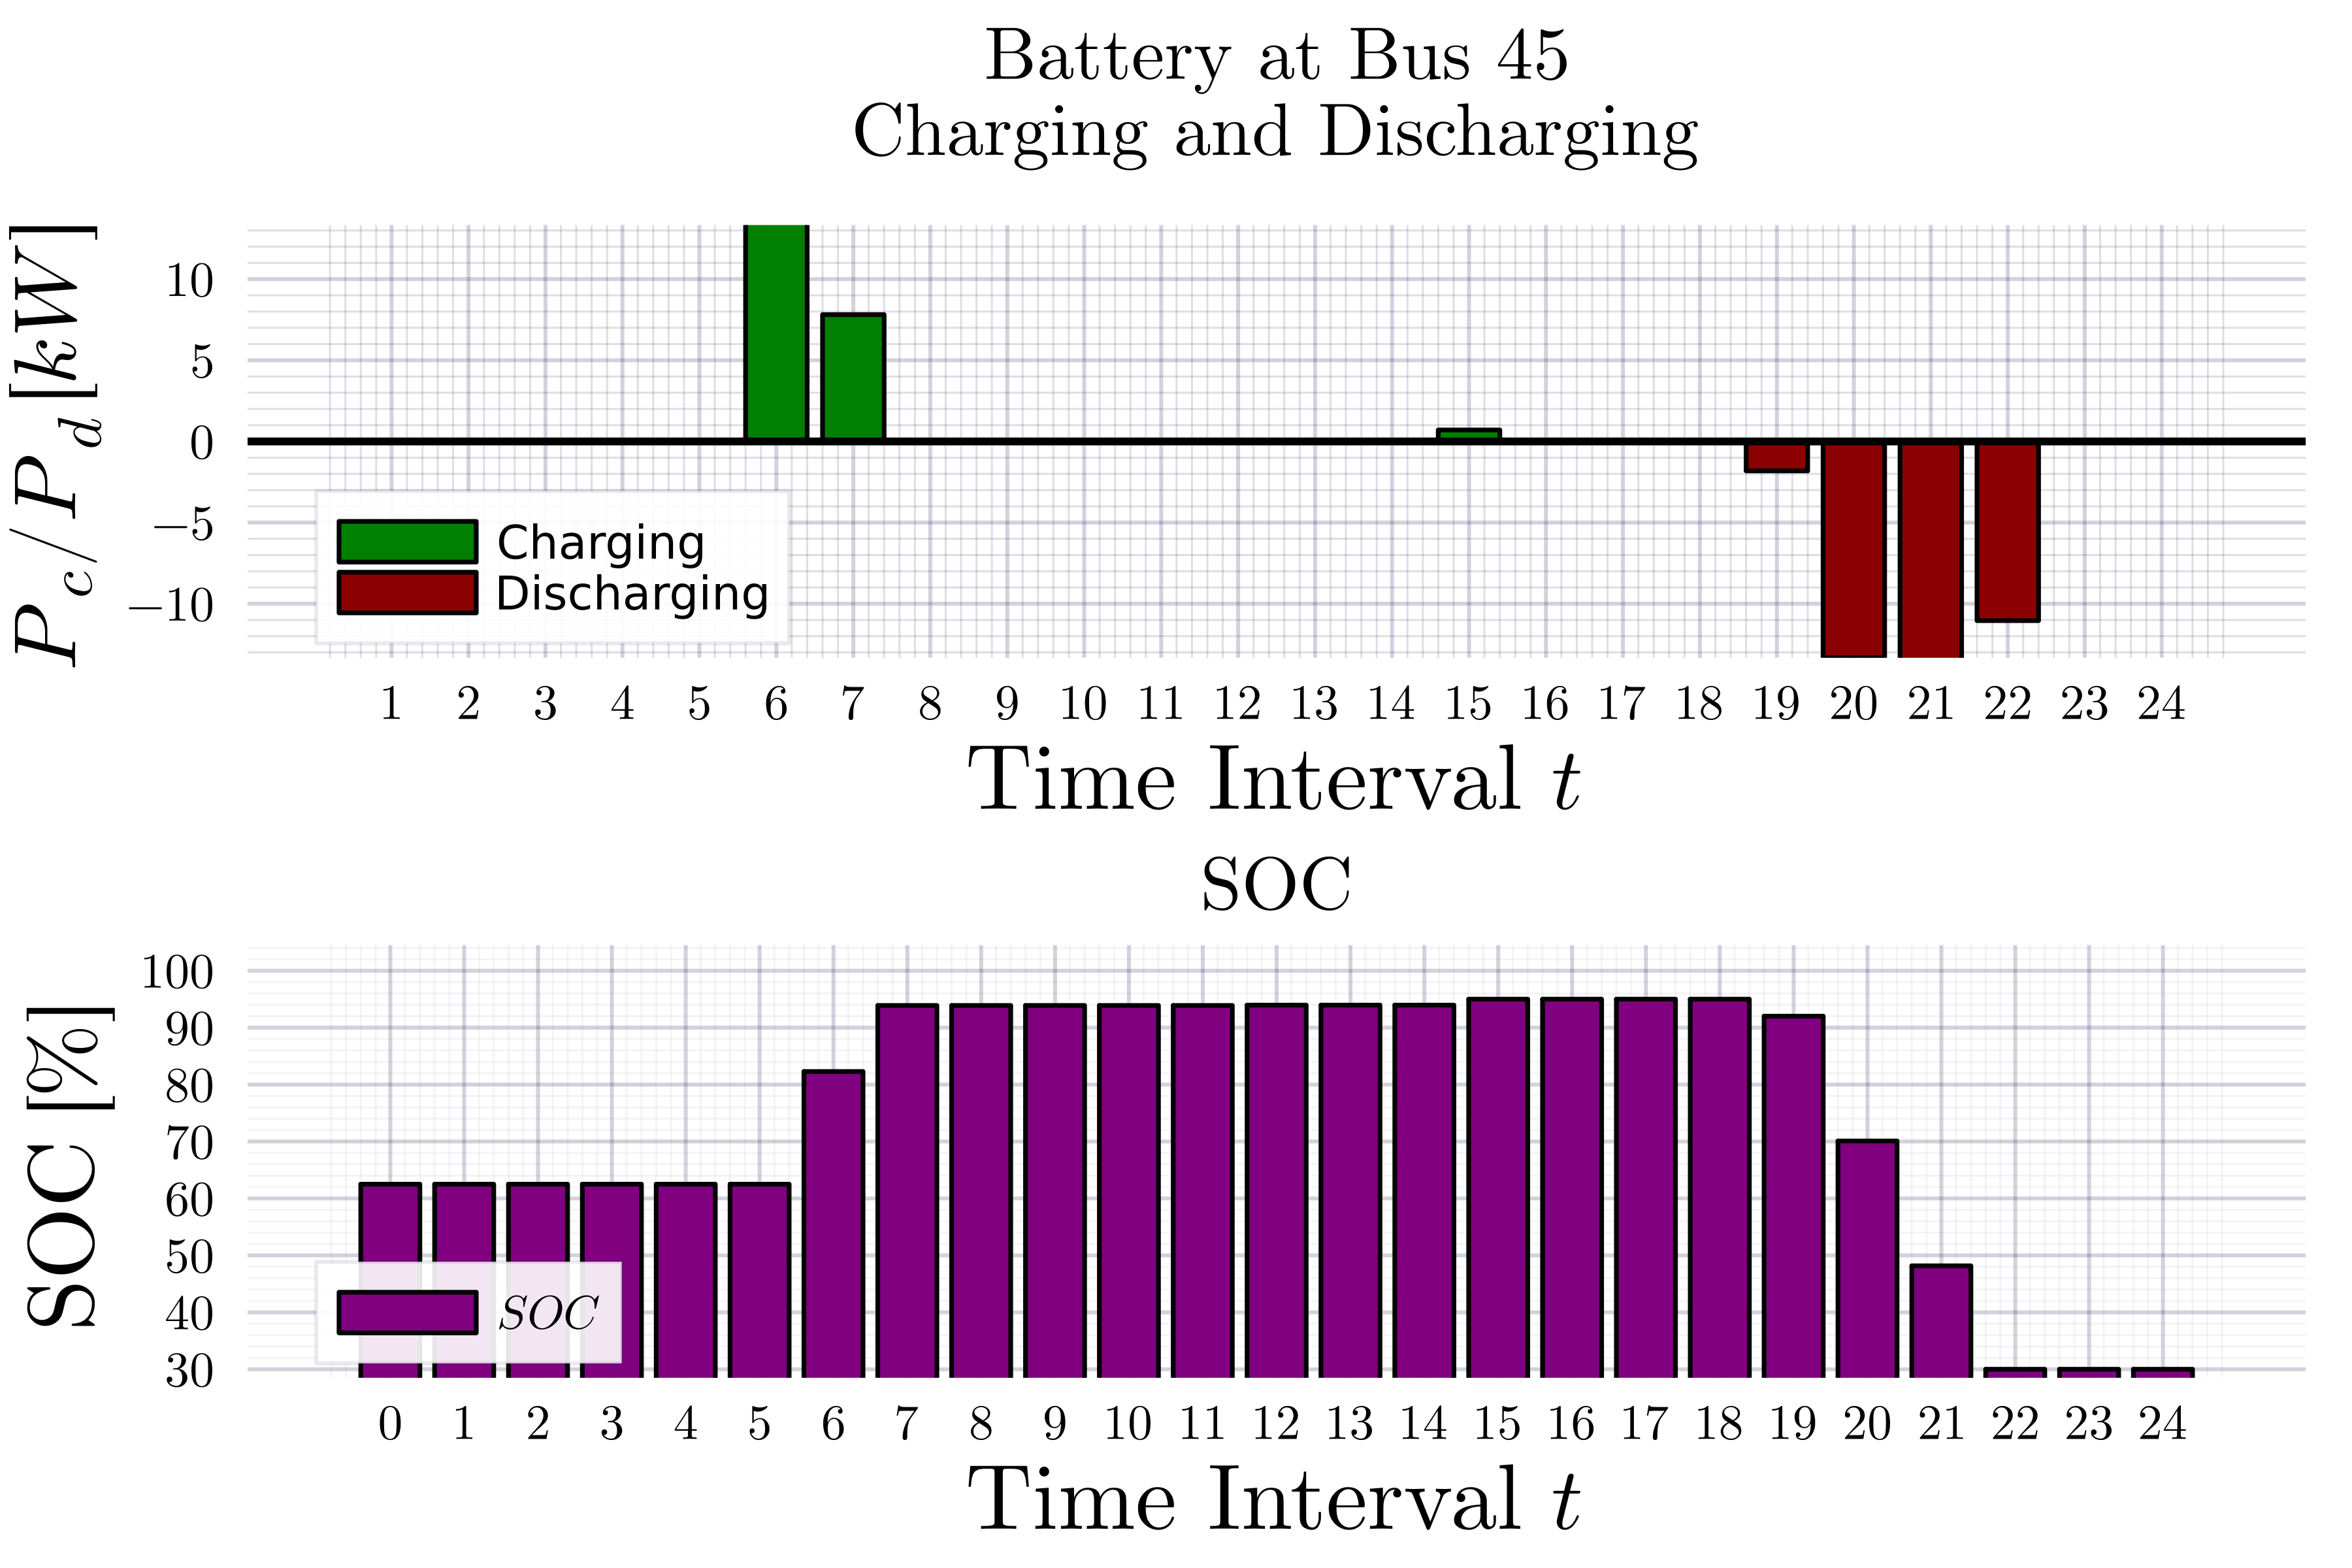 Battery at Bus 45
Charging and Discharging
P_c/P_d [kW]
10
5
0
−5
−10
Charging
Discharging
1 2 3 4 5 6 7 8 9 10 11 12 13 14 15 16 17 18 19 20 21 22 23 24
Time Interval t
SOC
SOC [%]
100
90
80
70
60
50
40
30
SOC
0 1 2 3 4 5 6 7 8 9 10 11 12 13 14 15 16 17 18 19 20 21 22 23 24
Time Interval t